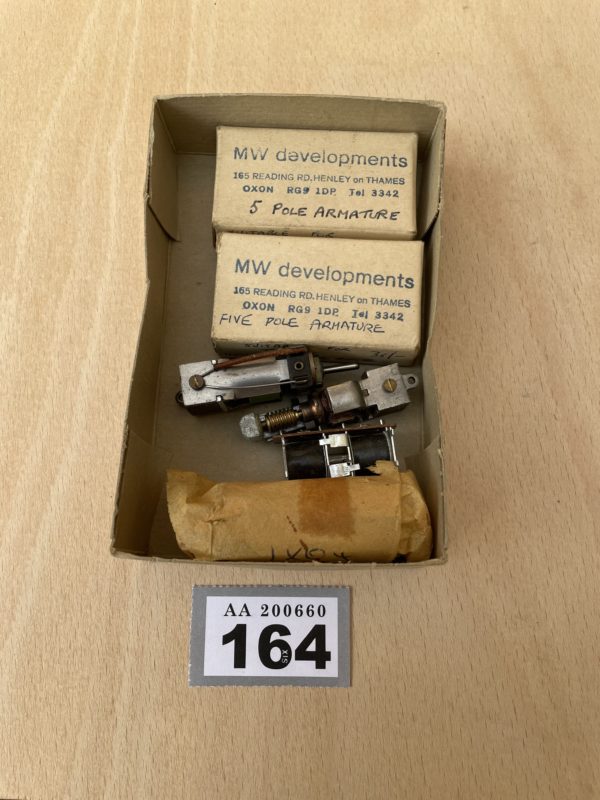 MW developments
165 READING RD. HENLEY on THAMES
OXON RG9 1DP. Tel 3342
5 POLE ARMATURE
MW developments
165 READING RD. HENLEY on THAMES
OXON RG9 1DP. Tel 3342
FIVE POLE ARMATURE
AA 200660
164
SIX